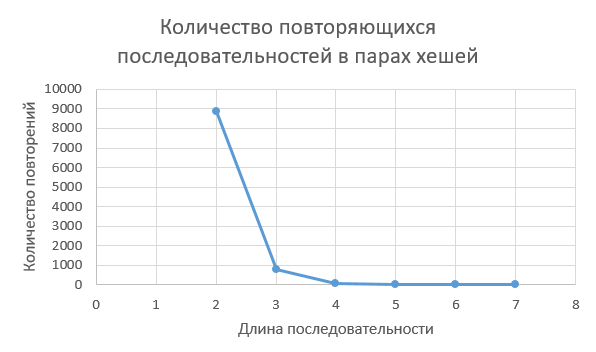 Количество повторяющихся
последовательностей в парах хешей
Количество повторений
10000
9000
8000
7000
6000
5000
4000
3000
2000
1000
0
0 1 2 3 4 5 6 7 8
Длина последовательности